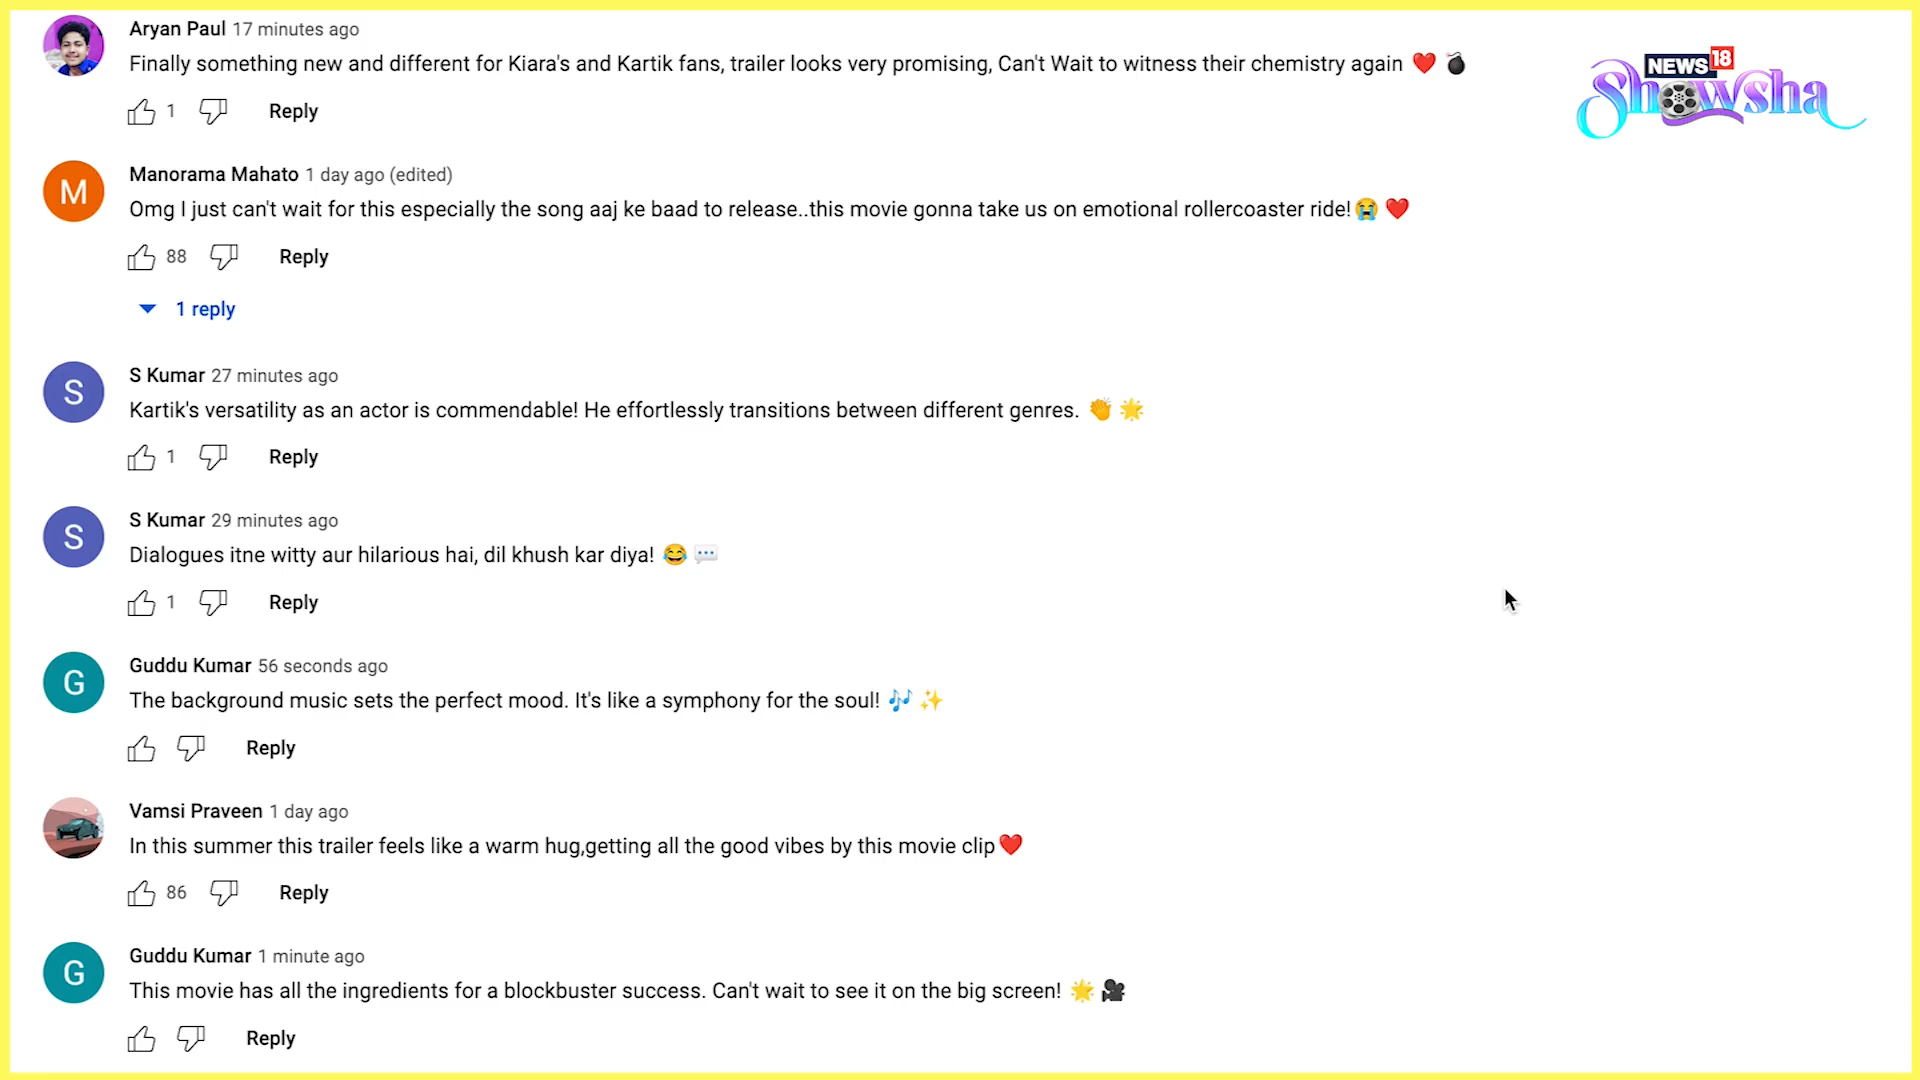 Aryan Paul 17 minutes ago
Finally something new and different for Kiara's and Kartik fans, trailer looks very promising, Can't Wait to witness their chemistry again ❤️ 💣
1 Reply
NEWS 18
Showsha
M
Manorama Mahato 1 day ago (edited)
Omg I just can't wait for this especially the song aaj ke baad to release..this movie gonna take us on emotional rollercoaster ride!😭 ❤️
88 Reply
1 reply
S
S Kumar 27 minutes ago
Kartik's versatility as an actor is commendable! He effortlessly transitions between different genres. 👏 🌟
1 Reply
S
S Kumar 29 minutes ago
Dialogues itne witty aur hilarious hai, dil khush kar diya! 😂 💬
1 Reply
G
Guddu Kumar 56 seconds ago
The background music sets the perfect mood. It's like a symphony for the soul! 🎶 ✨
Reply
Vamsi Praveen 1 day ago
In this summer this trailer feels like a warm hug,getting all the good vibes by this movie clip❤️
86 Reply
G
Guddu Kumar 1 minute ago
This movie has all the ingredients for a blockbuster success. Can't wait to see it on the big screen! 🌟 🎥
Reply